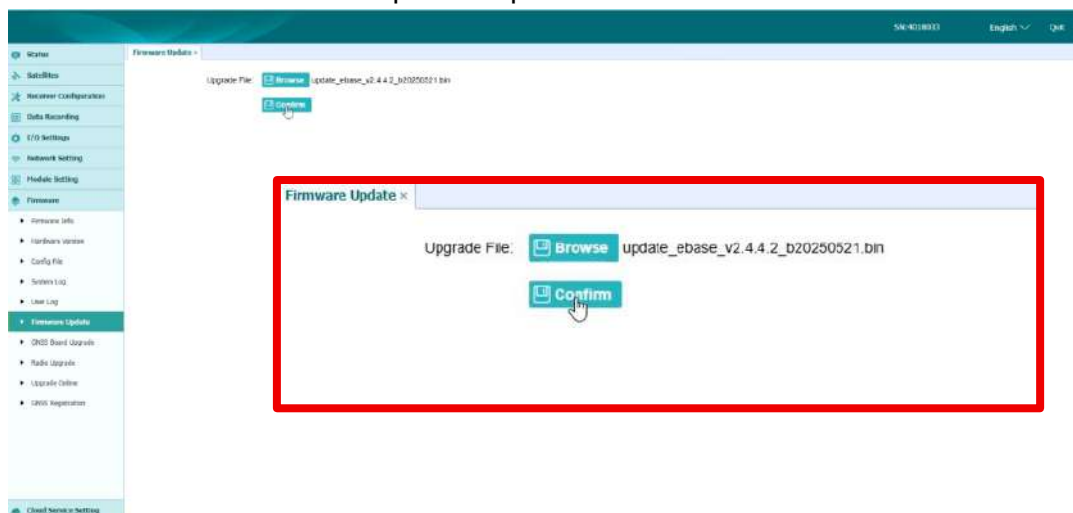 SN:4018033 English Quit
Status
Firmware Update ×
Satellites
Upgrade File: Browse update_ebase_v2.4.4.2_b20250521.bin
Receiver Configuration
Confirm
Data Recording
I/O Settings
Network Setting
Module Setting
Firmware
Firmware Info
Hardware Version
Config File
System Log
User Log
Firmware Update
GNSS Board Upgrade
Radio Upgrade
Upgrade Online
GNSS Registration
Cloud Service Setting
Firmware Update ×
Upgrade File: Browse update_ebase_v2.4.4.2_b20250521.bin
Confirm